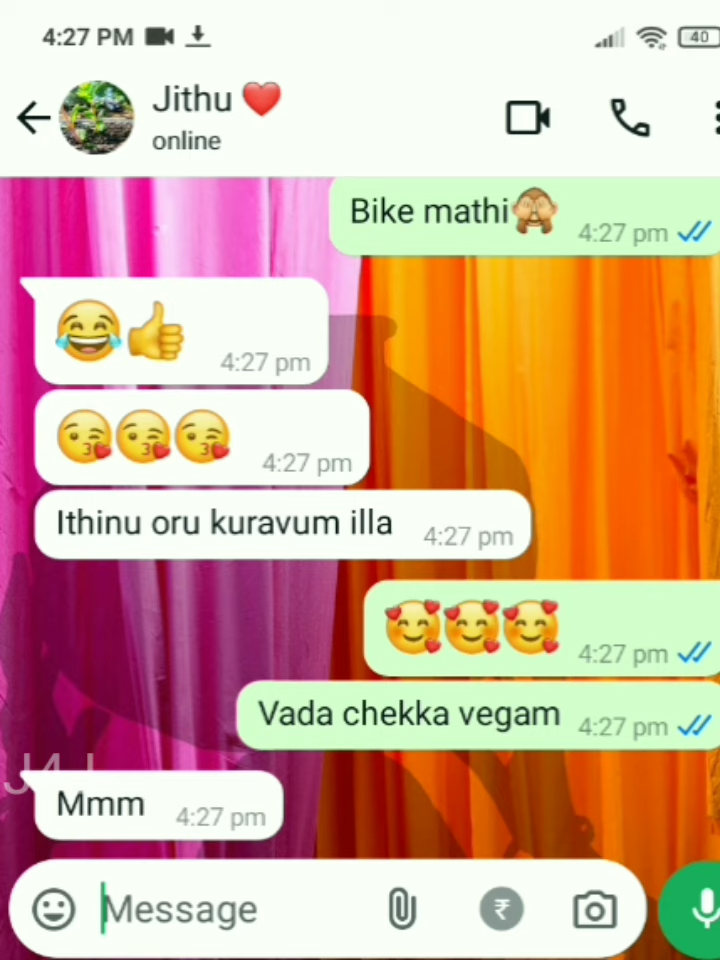 4:27 PM 40
Jithu ❤️
online
Bike mathi🙈 4:27 pm
😂👍 4:27 pm
😘😘😘 4:27 pm
Ithinu oru kuravum illa 4:27 pm
🥰🥰🥰 4:27 pm
Vada chekka vegam 4:27 pm
Mmm 4:27 pm
Message
₹